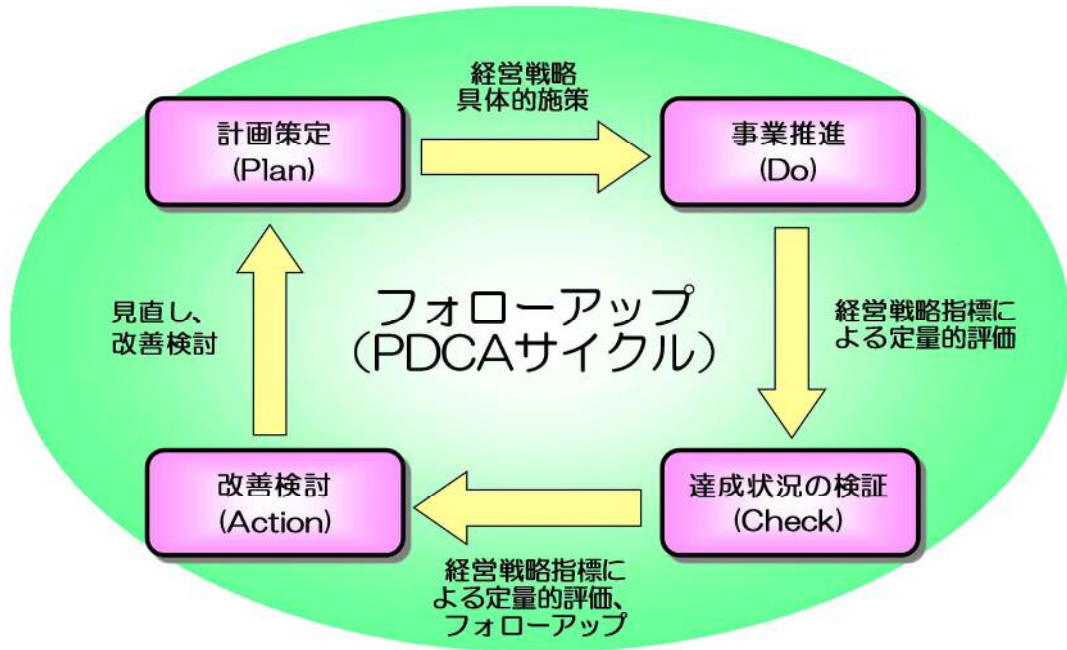 経営戦略
具体的施策
計画策定
(Plan)
事業推進
(Do)
フォローアップ
(PDCAサイクル)
見直し、
改善検討
経営戦略指標に
よる定量的評価
改善検討
(Action)
達成状況の検証
(Check)
経営戦略指標に
よる定量的評価、
フォローアップ